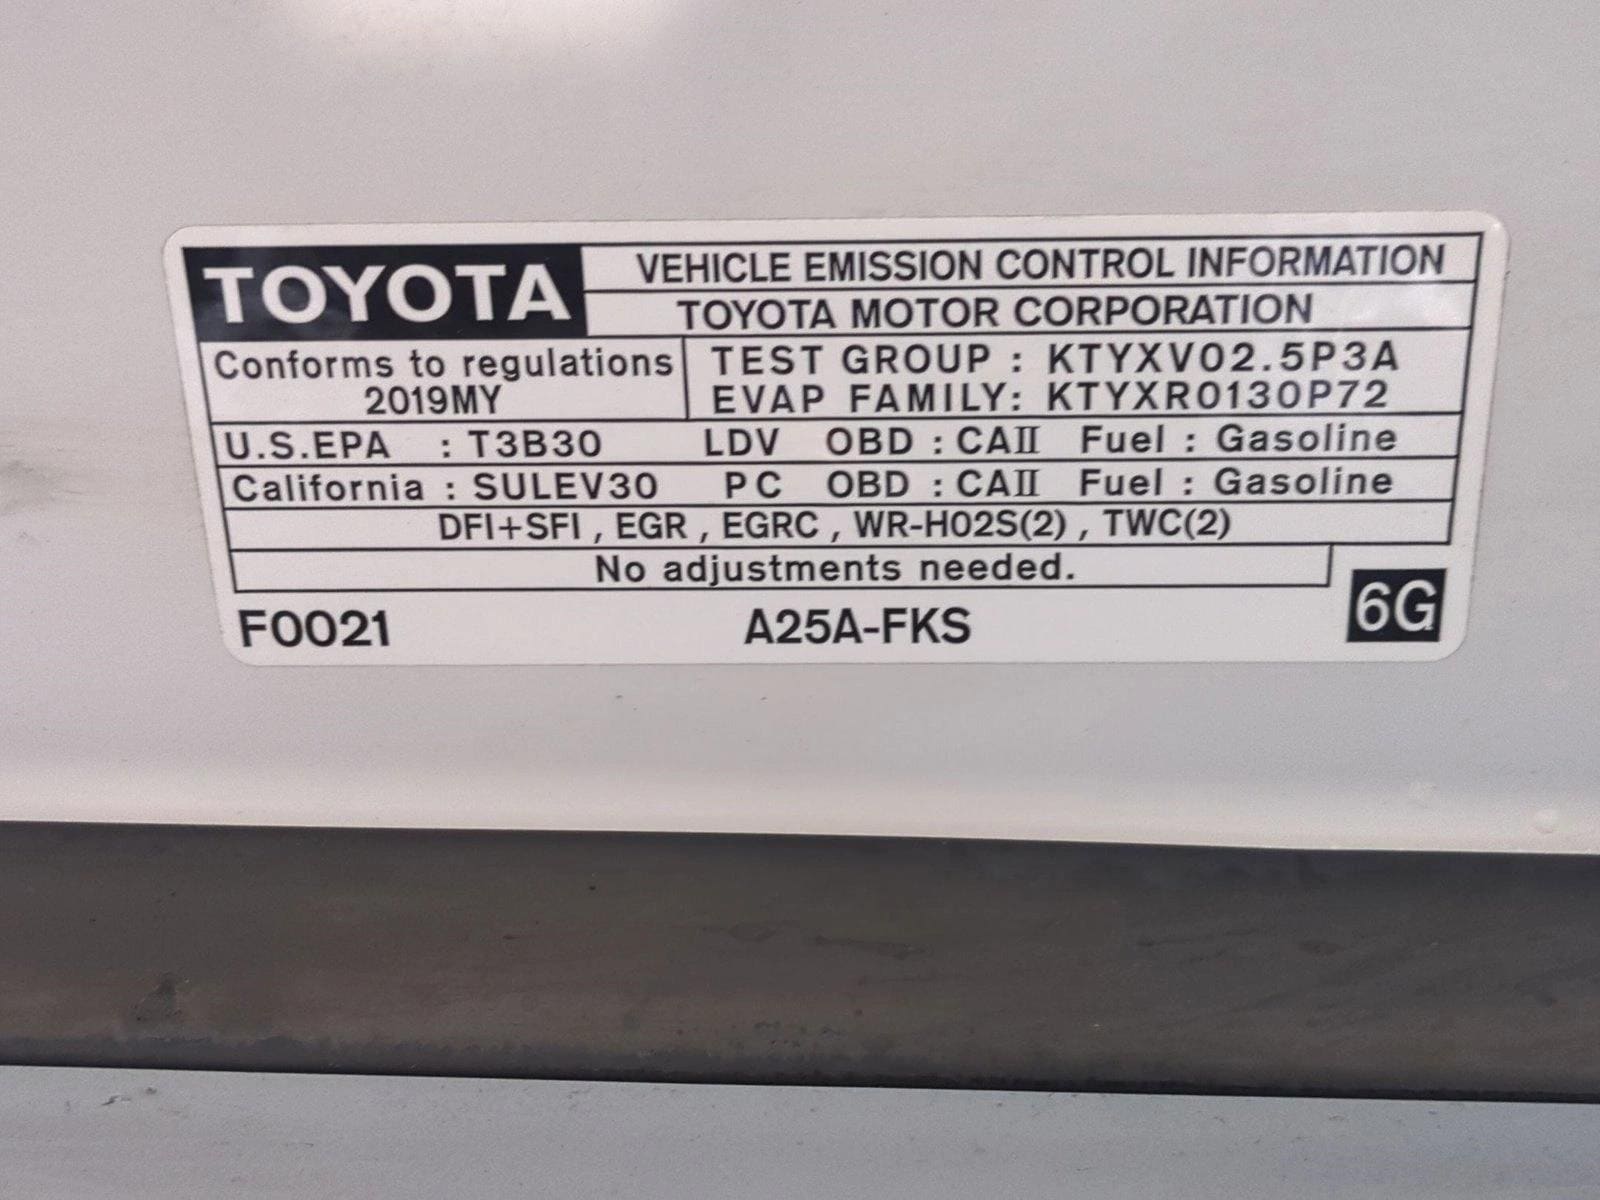 TOYOTA
VEHICLE EMISSION CONTROL INFORMATION
TOYOTA MOTOR CORPORATION
Conforms to regulations
2019MY
TEST GROUP : KTYXV02.5P3A
EVAP FAMILY: KTYXR0130P72
U.S.EPA : T3B30 LDV OBD : CAⅡ Fuel : Gasoline
California : SULEV30 PC OBD : CAⅡ Fuel : Gasoline
DFI+SFI , EGR , EGRC , WR-HO2S(2) , TWC(2)
No adjustments needed.
F0021 A25A-FKS 6G